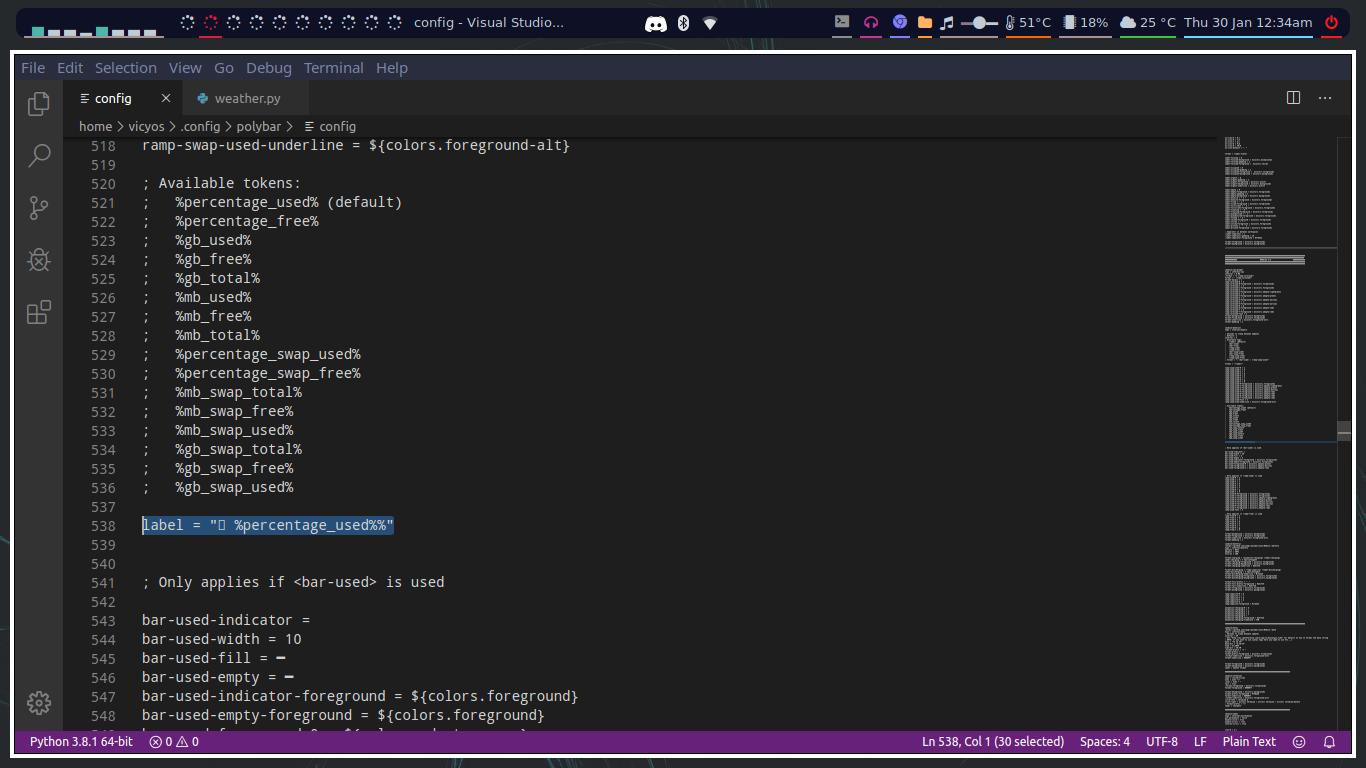 config - Visual Studio...
51°C
18%
25 °C
Thu 30 Jan 12:34am
File Edit Selection View Go Debug Terminal Help
config
weather.py
home > vicyos > .config > polybar > config
518 ramp-swap-used-underline = ${colors.foreground-alt}
519
520 ; Available tokens:
521 ;   %percentage_used% (default)
522 ;   %percentage_free%
523 ;   %gb_used%
524 ;   %gb_free%
525 ;   %gb_total%
526 ;   %mb_used%
527 ;   %mb_free%
528 ;   %mb_total%
529 ;   %percentage_swap_used%
530 ;   %percentage_swap_free%
531 ;   %mb_swap_total%
532 ;   %mb_swap_free%
533 ;   %mb_swap_used%
534 ;   %gb_swap_total%
535 ;   %gb_swap_free%
536 ;   %gb_swap_used%
537
538 label = "▯ %percentage_used%%"
539
540
541 ; Only applies if <bar-used> is used
542
543 bar-used-indicator =
544 bar-used-width = 10
545 bar-used-fill = ━
546 bar-used-empty = ━
547 bar-used-indicator-foreground = ${colors.foreground}
548 bar-used-empty-foreground = ${colors.foreground}
Python 3.8.1 64-bit
0
0
Ln 538, Col 1 (30 selected)
Spaces: 4
UTF-8
LF
Plain Text